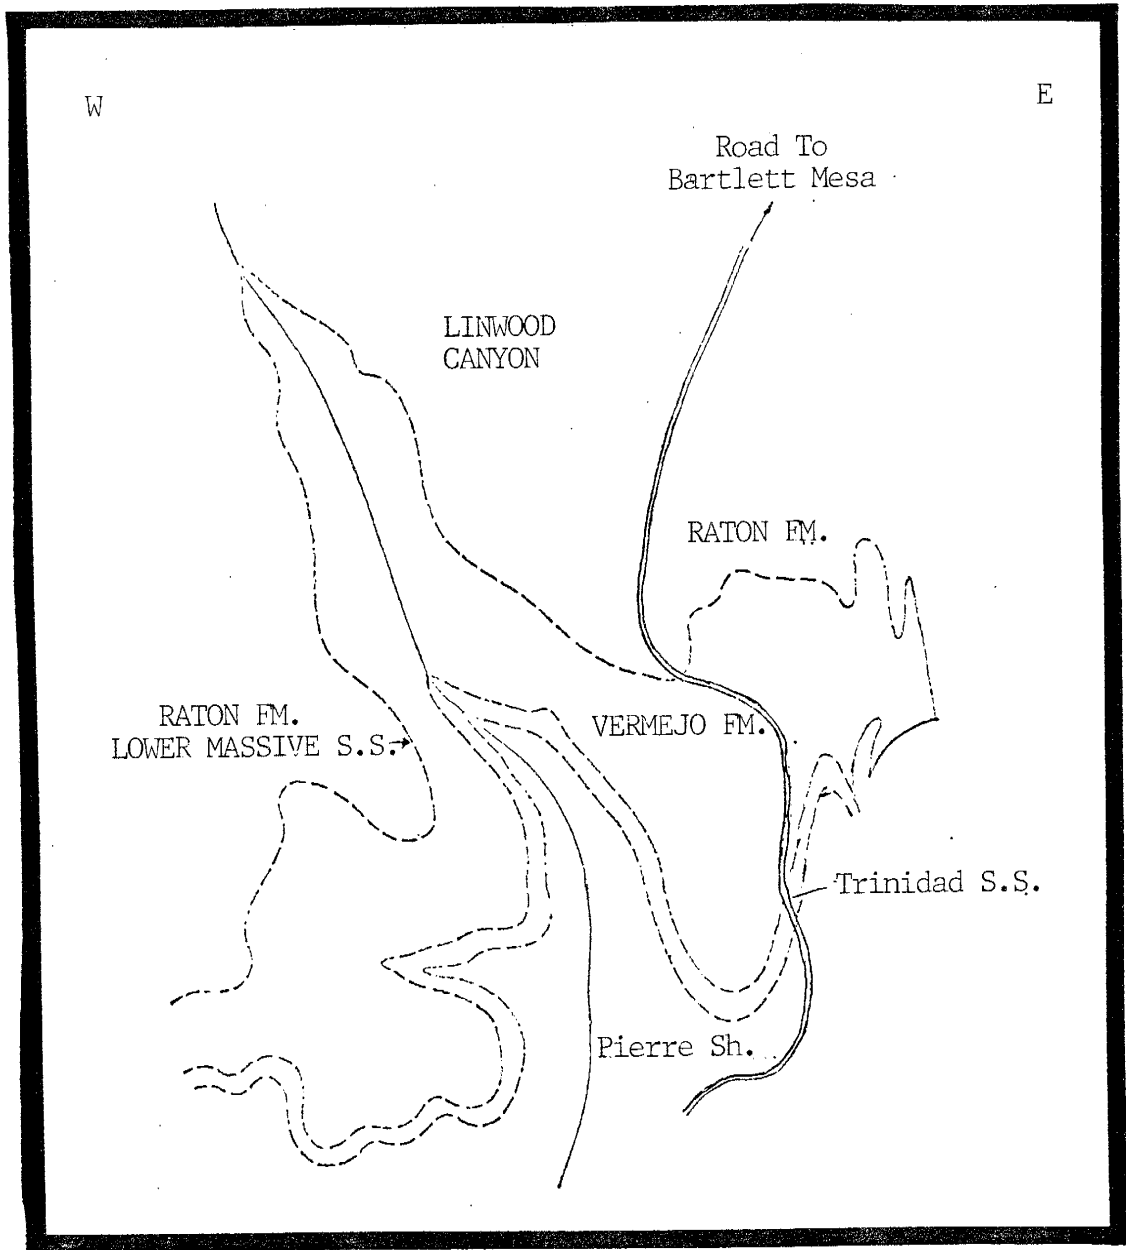 W
E
Road To
Bartlett Mesa
LINWOOD
CANYON
RATON FM.
RATON FM.
LOWER MASSIVE S.S.
VERMEJO FM.
Trinidad S.S.
Pierre Sh.